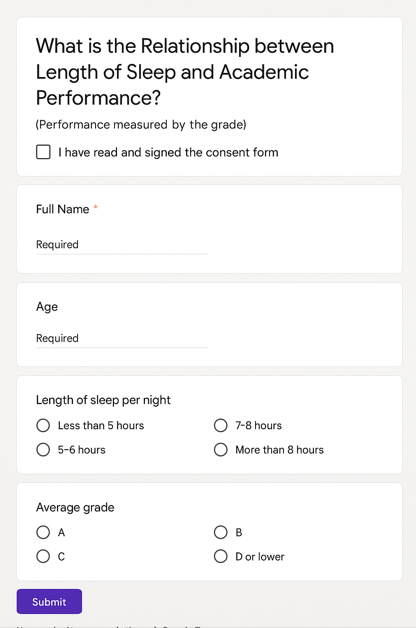 What is the Relationship between
Length of Sleep and Academic
Performance?
(Performance measured by the grade)
I have read and signed the consent form
Full Name *
Required
Age
Required
Length of sleep per night
Less than 5 hours
7-8 hours
5-6 hours
More than 8 hours
Average grade
A
B
C
D or lower
Submit